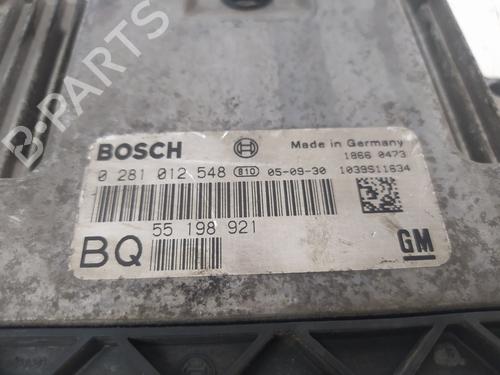 BOSCH
Made in Germany
1866 0473
0 281 012 548 810 05-09-30 1039S11634
55 198 921
BQ
GM
B-PARTS